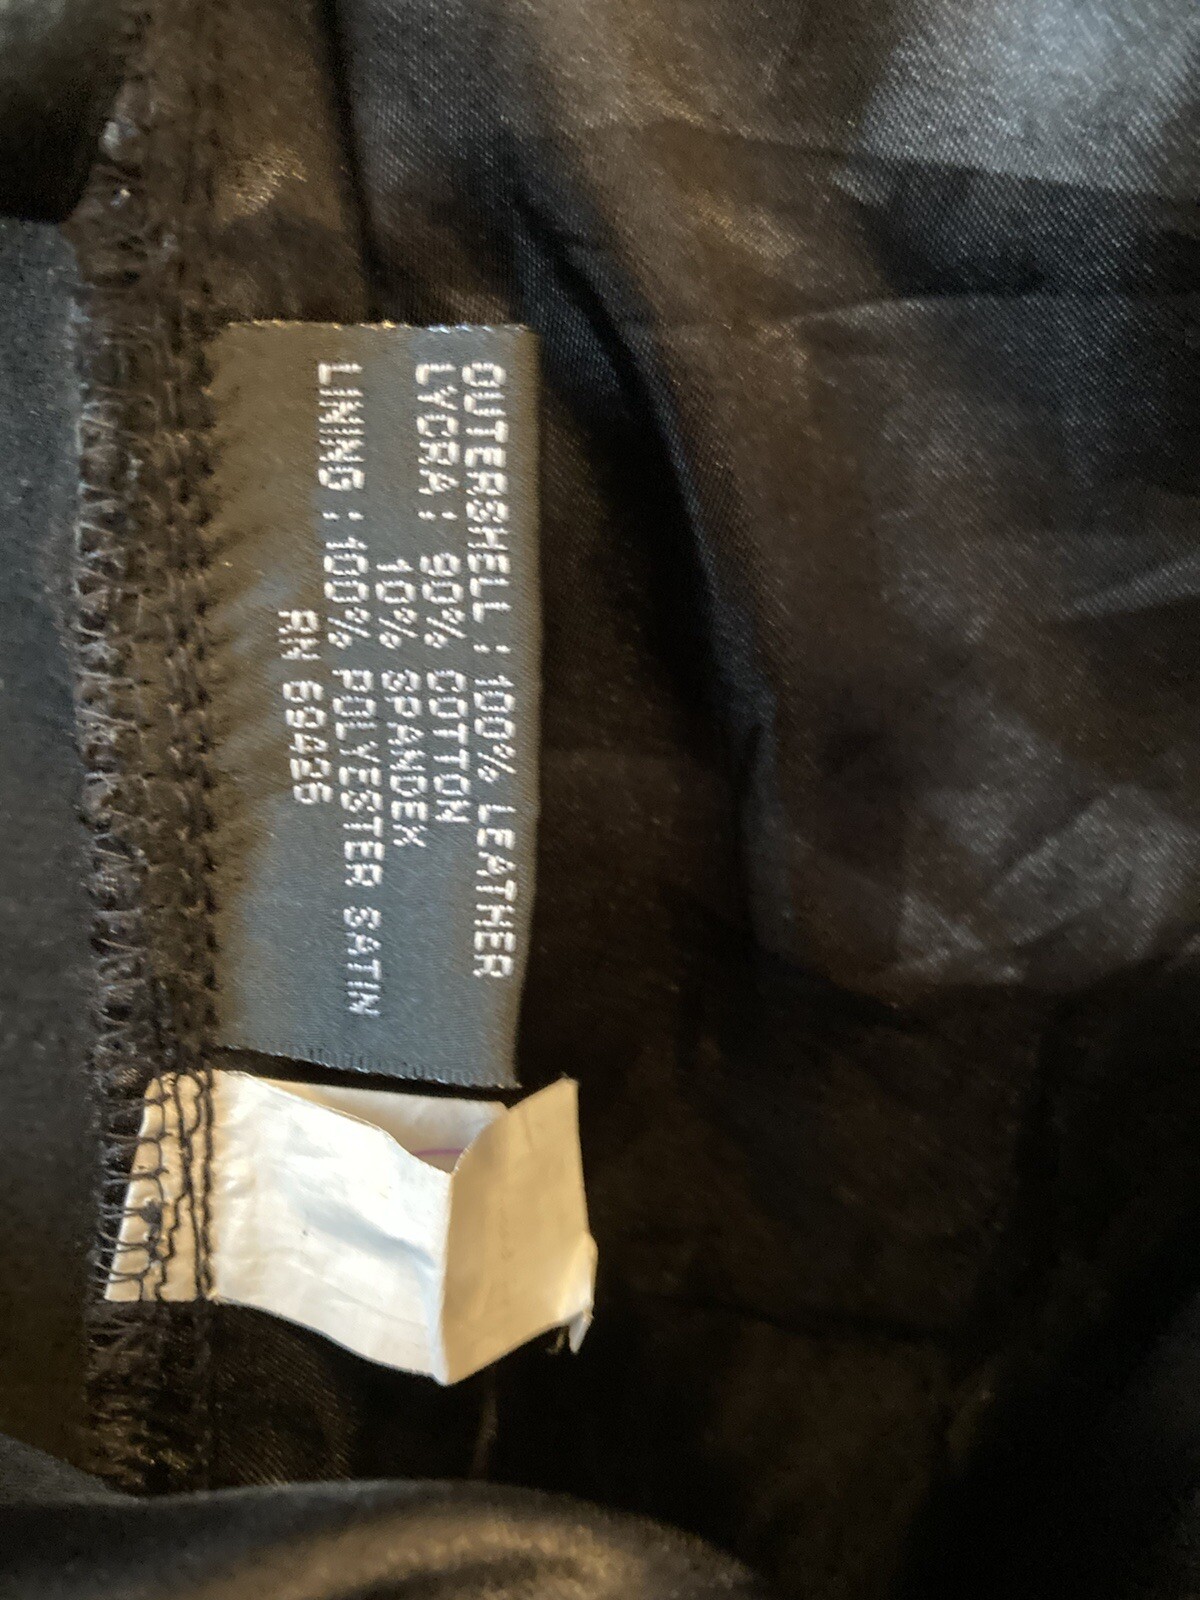 OUTERSHELL : 100% LEATHER
LYCRA : 90% COTTON
10% SPANDEX
LINING : 100% POLYESTER SATIN
RN 69426